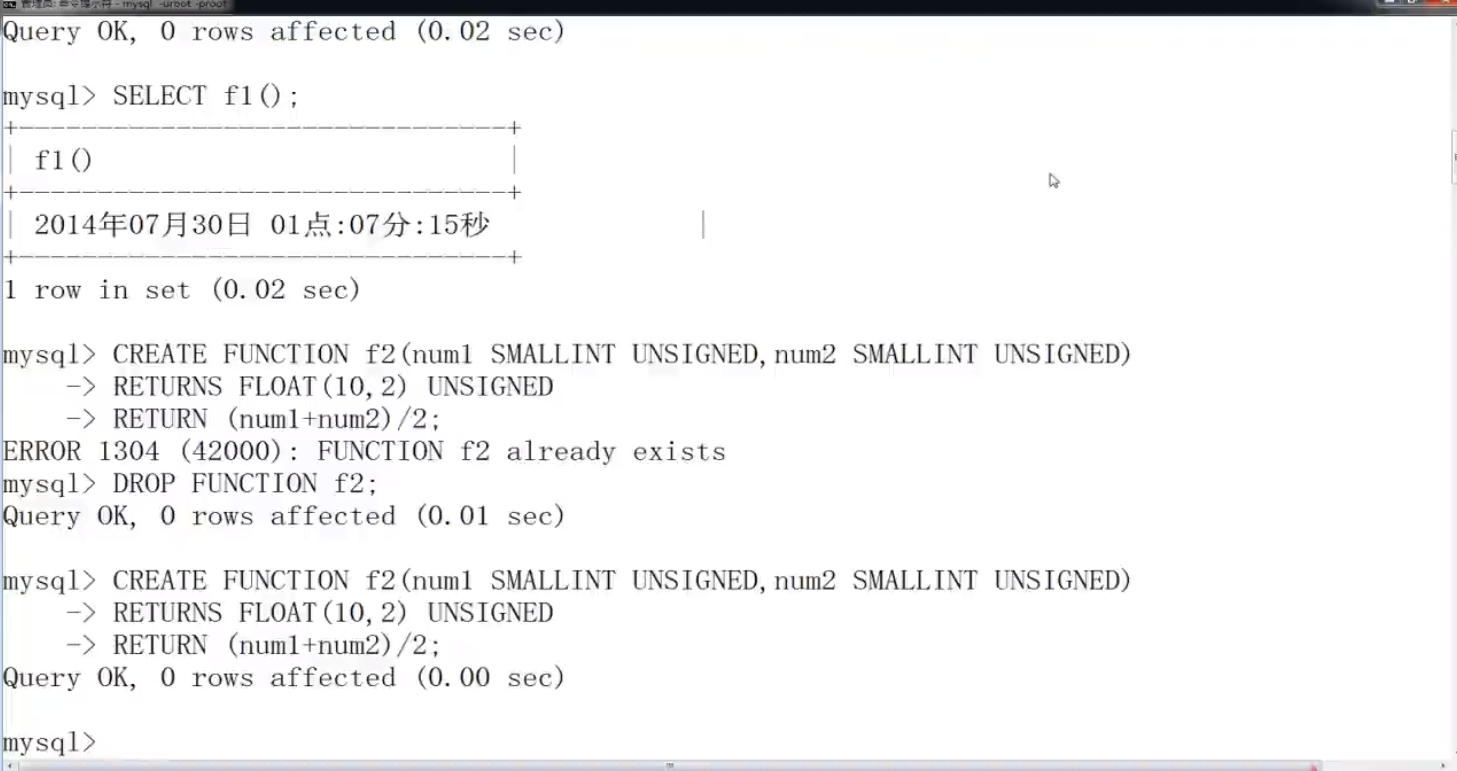 管理员: 命令提示符 - mysql -uroot -proot
Query OK, 0 rows affected (0.02 sec)
mysql> SELECT f1();
+-------------------------------+
| f1()                          |
+-------------------------------+
| 2014年07月30日 01点:07分:15秒             |
+-------------------------------+
1 row in set (0.02 sec)
mysql> CREATE FUNCTION f2(num1 SMALLINT UNSIGNED,num2 SMALLINT UNSIGNED)
    -> RETURNS FLOAT(10,2) UNSIGNED
    -> RETURN (num1+num2)/2;
ERROR 1304 (42000): FUNCTION f2 already exists
mysql> DROP FUNCTION f2;
Query OK, 0 rows affected (0.01 sec)
mysql> CREATE FUNCTION f2(num1 SMALLINT UNSIGNED,num2 SMALLINT UNSIGNED)
    -> RETURNS FLOAT(10,2) UNSIGNED
    -> RETURN (num1+num2)/2;
Query OK, 0 rows affected (0.00 sec)
mysql>